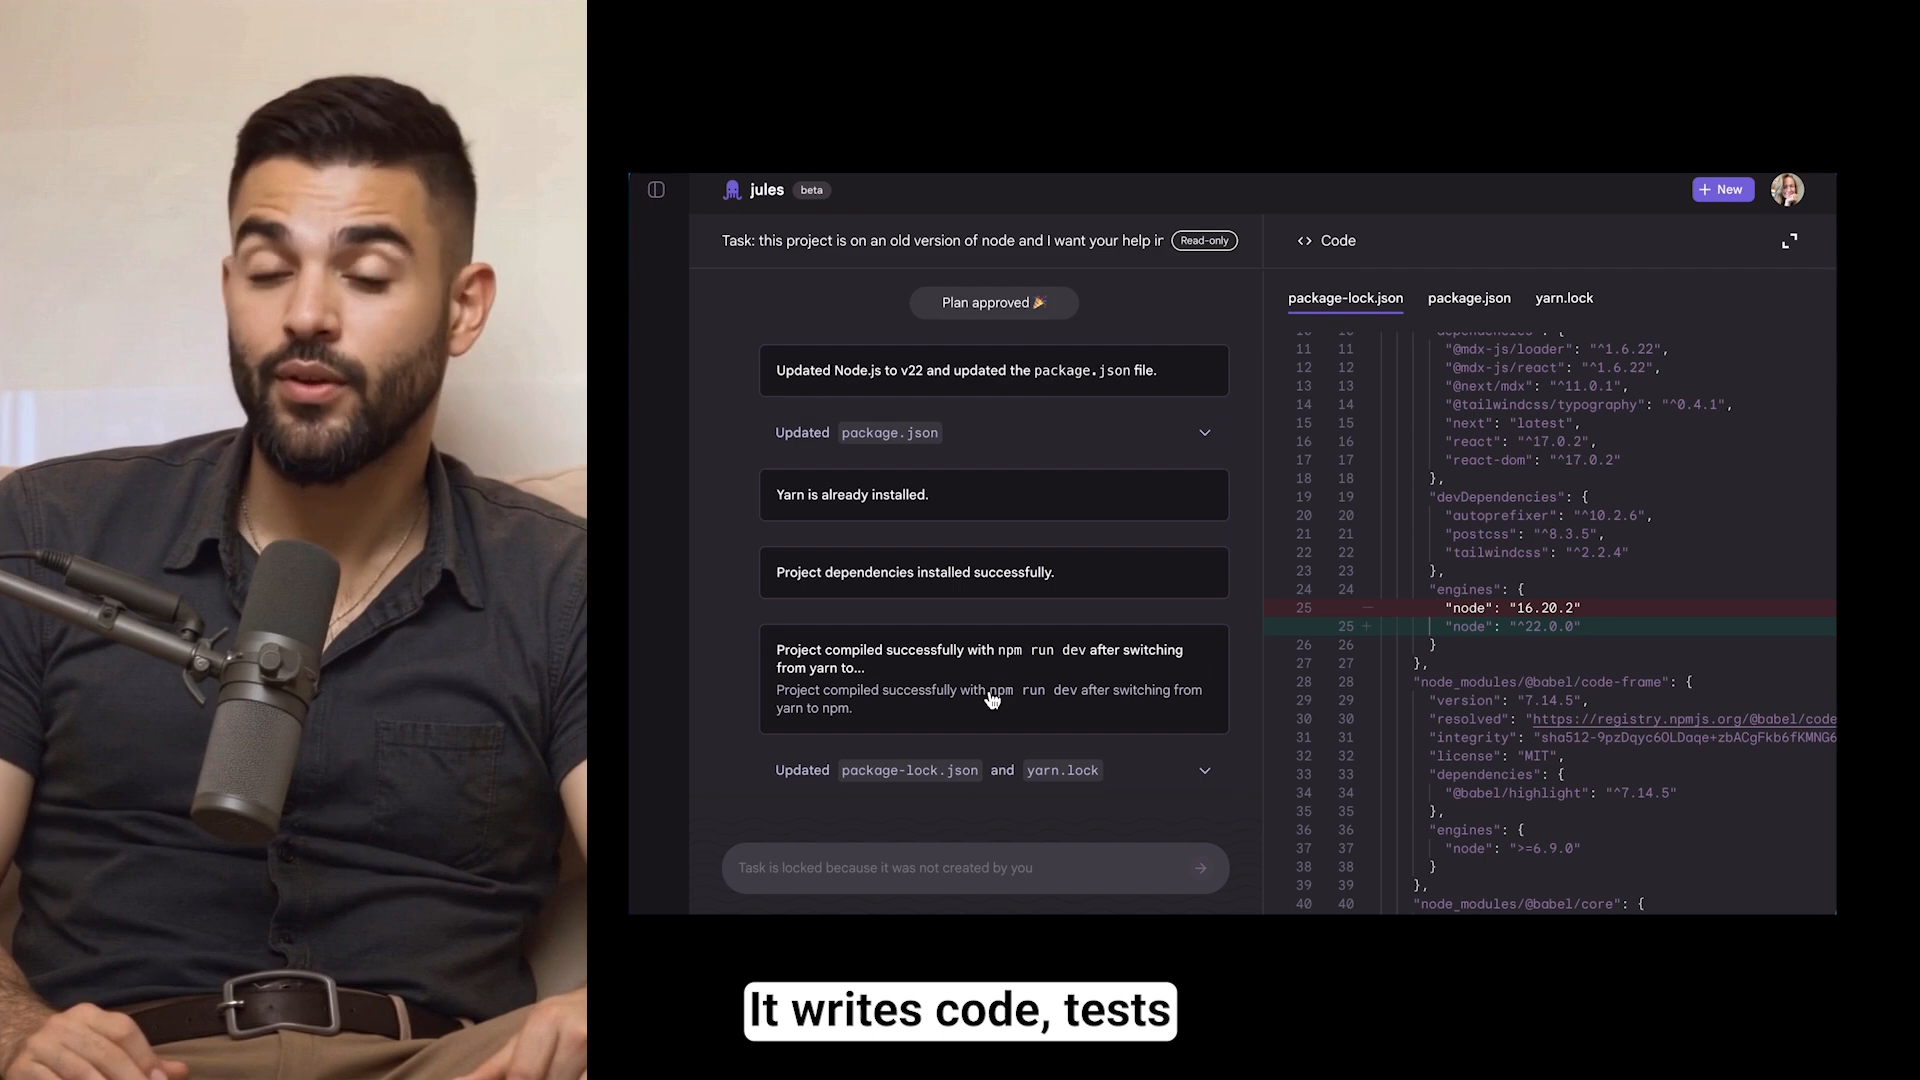 jules beta
+ New
Task: this project is on an old version of node and I want your help ir Read-only
Plan approved 🎉
Updated Node.js to v22 and updated the package.json file.
Updated package.json
Yarn is already installed.
Project dependencies installed successfully.
Project compiled successfully with npm run dev after switching
from yarn to...
Project compiled successfully with npm run dev after switching from
yarn to npm.
Updated package-lock.json and yarn.lock
Task is locked because it was not created by you
<> Code
package-lock.json package.json yarn.lock
10 10 "dependencies": {
11 11 "@mdx-js/loader": "^1.6.22",
12 12 "@mdx-js/react": "^1.6.22",
13 13 "@next/mdx": "^11.0.1",
14 14 "@tailwindcss/typography": "^0.4.1",
15 15 "next": "latest",
16 16 "react": "^17.0.2",
17 17 "react-dom": "^17.0.2"
18 18 },
19 19 "devDependencies": {
20 20 "autoprefixer": "^10.2.6",
21 21 "postcss": "^8.3.5",
22 22 "tailwindcss": "^2.2.4"
23 23 },
24 24 "engines": {
25 − "node": "16.20.2"
25 + "node": "^22.0.0"
26 26 }
27 27 },
28 28 "node_modules/@babel/code-frame": {
29 29 "version": "7.14.5",
30 30 "resolved": "https://registry.npmjs.org/@babel/code
31 31 "integrity": "sha512-9pzDqyc6OLDaqe+zbACgFkb6fKMNG6
32 32 "license": "MIT",
33 33 "dependencies": {
34 34 "@babel/highlight": "^7.14.5"
35 35 },
36 36 "engines": {
37 37 "node": ">=6.9.0"
38 38 }
39 39 },
40 40 "node_modules/@babel/core": {
It writes code, tests